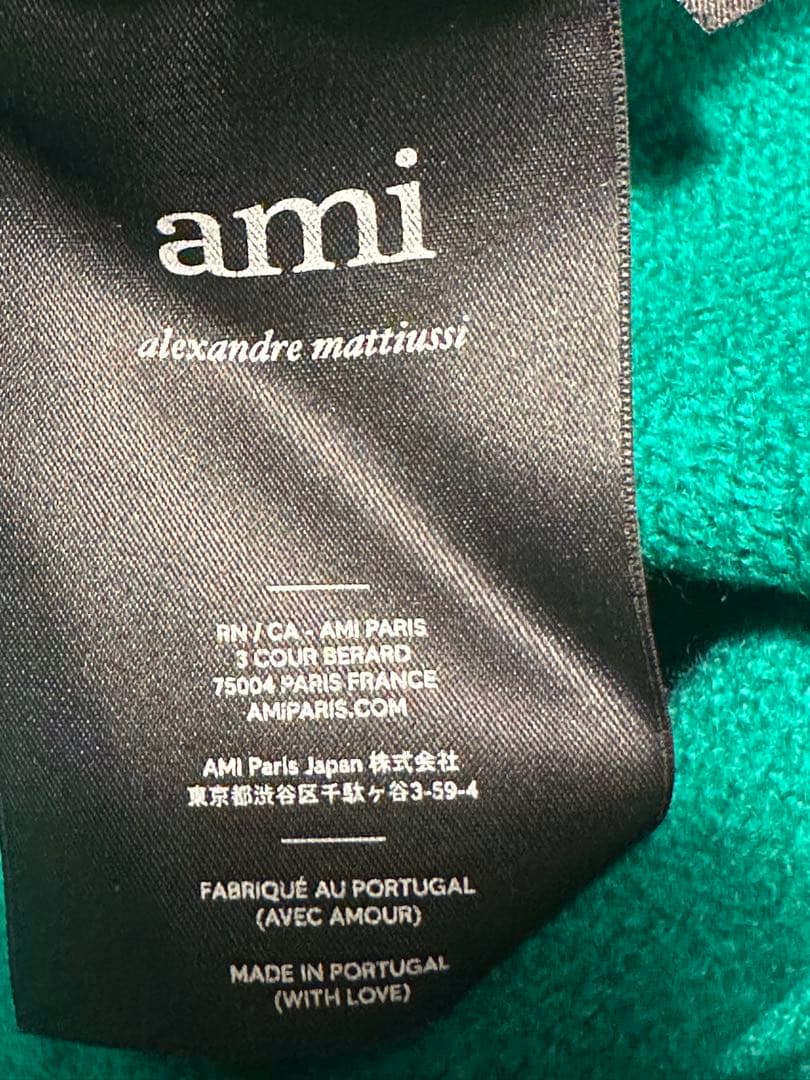 ami
alexandre mattiussi
RN / CA - AMI PARIS
3 COUR BERARD
75004 PARIS FRANCE
AMIPARIS.COM
AMI Paris Japan 株式会社
東京都渋谷区千駄ヶ谷3-59-4
FABRIQUÉ AU PORTUGAL
(AVEC AMOUR)
MADE IN PORTUGAL
(WITH LOVE)